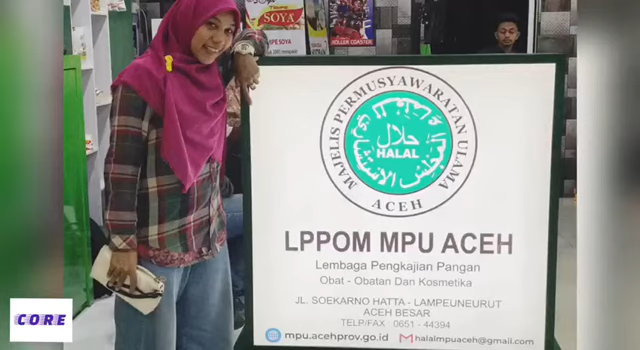 SOYA
ROLLER COASTER
MAJELIS PERMUSYAWARATAN ULAMA
حلال
HALAL
ACEH
LPPOM MPU ACEH
Lembaga Pengkajian Pangan
Obat - Obatan Dan Kosmetika
JL. SOEKARNO HATTA - LAMPEUNEURUT
ACEH BESAR
TELP/FAX 0651 - 44394
mpu.acehprov.go.id halalmpuaceh@gmail.com
CORE